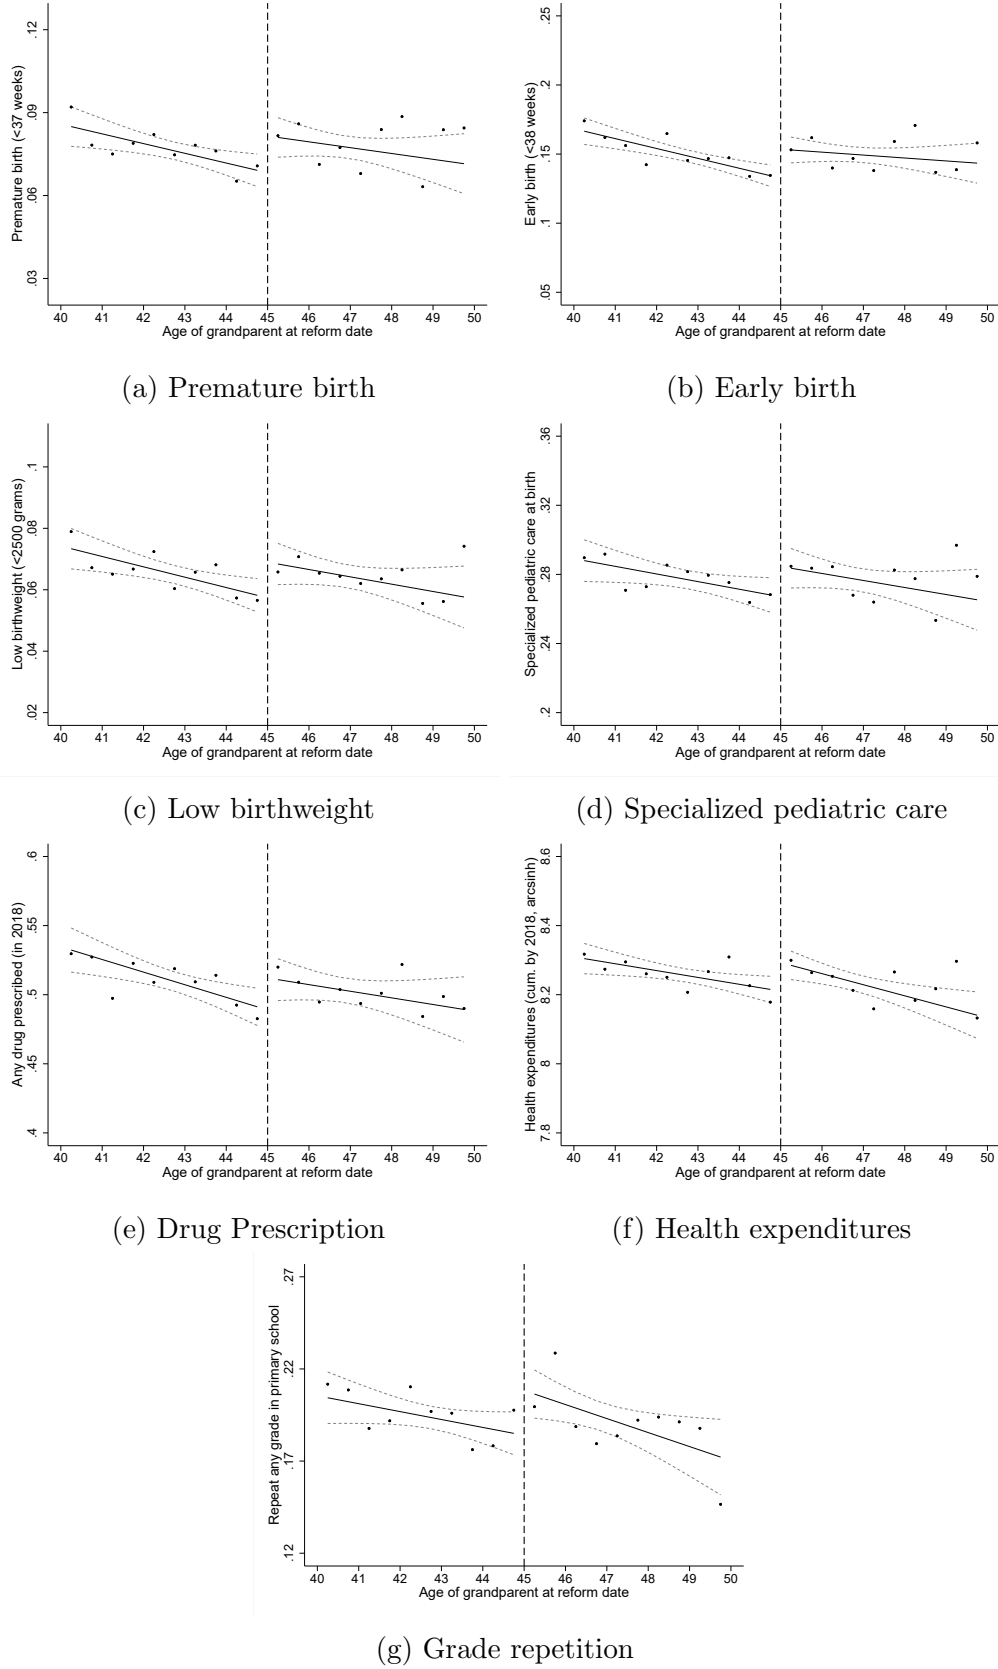 Premature birth (<37 weeks)
.12
.09
.06
.03
40 41 42 43 44 45 46 47 48 49 50
Age of grandparent at reform date
(a) Premature birth
Early birth (<38 weeks)
.25
.2
.15
.1
.05
40 41 42 43 44 45 46 47 48 49 50
Age of grandparent at reform date
(b) Early birth
Low birthweight (<2500 grams)
.1
.08
.06
.04
.02
40 41 42 43 44 45 46 47 48 49 50
Age of grandparent at reform date
(c) Low birthweight
Specialized pediatric care at birth
.36
.32
.28
.24
.2
40 41 42 43 44 45 46 47 48 49 50
Age of grandparent at reform date
(d) Specialized pediatric care
Any drug prescribed (in 2018)
.6
.55
.5
.45
.4
40 41 42 43 44 45 46 47 48 49 50
Age of grandparent at reform date
(e) Drug Prescription
Health expenditures (cum. by 2018, arcsinh)
8.6
8.4
8.2
8
7.8
40 41 42 43 44 45 46 47 48 49 50
Age of grandparent at reform date
(f) Health expenditures
Repeat any grade in primary school
.27
.22
.17
.12
40 41 42 43 44 45 46 47 48 49 50
Age of grandparent at reform date
(g) Grade repetition